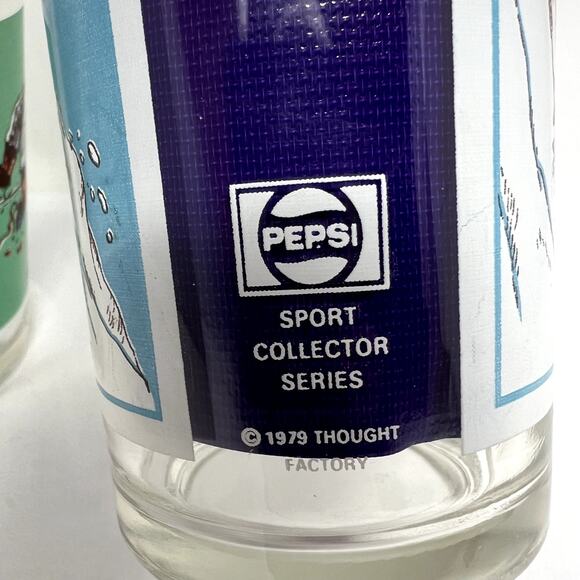 PEPSI
SPORT
COLLECTOR
SERIES
© 1979 THOUGHT
FACTORY